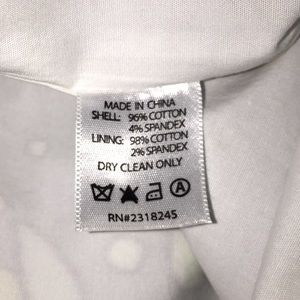 MADE IN CHINA
SHELL: 96% COTTON
4% SPANDEX
LINING: 98% COTTON
2% SPANDEX
DRY CLEAN ONLY
A
RN#2318245